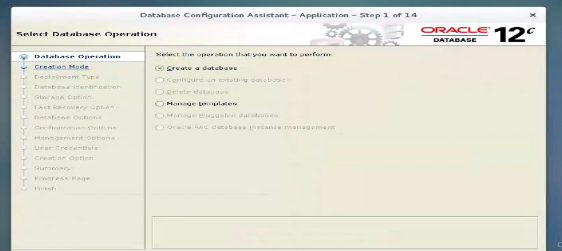 Database Configuration Assistant - Application - Step 1 of 14
Select Database Operation
ORACLE
DATABASE
12c
Database Operation
Creation Mode
Deployment Type
Database Identification
Storage Option
Fast Recovery Option
Database Options
Configuration Options
Management Options
User Credentials
Creation Option
Summary
Progress Page
Finish
Select the operation that you want to perform
Create a database
Configure an existing database
Delete database
Manage templates
Manage Pluggable databases
Oracle RAC database instance management